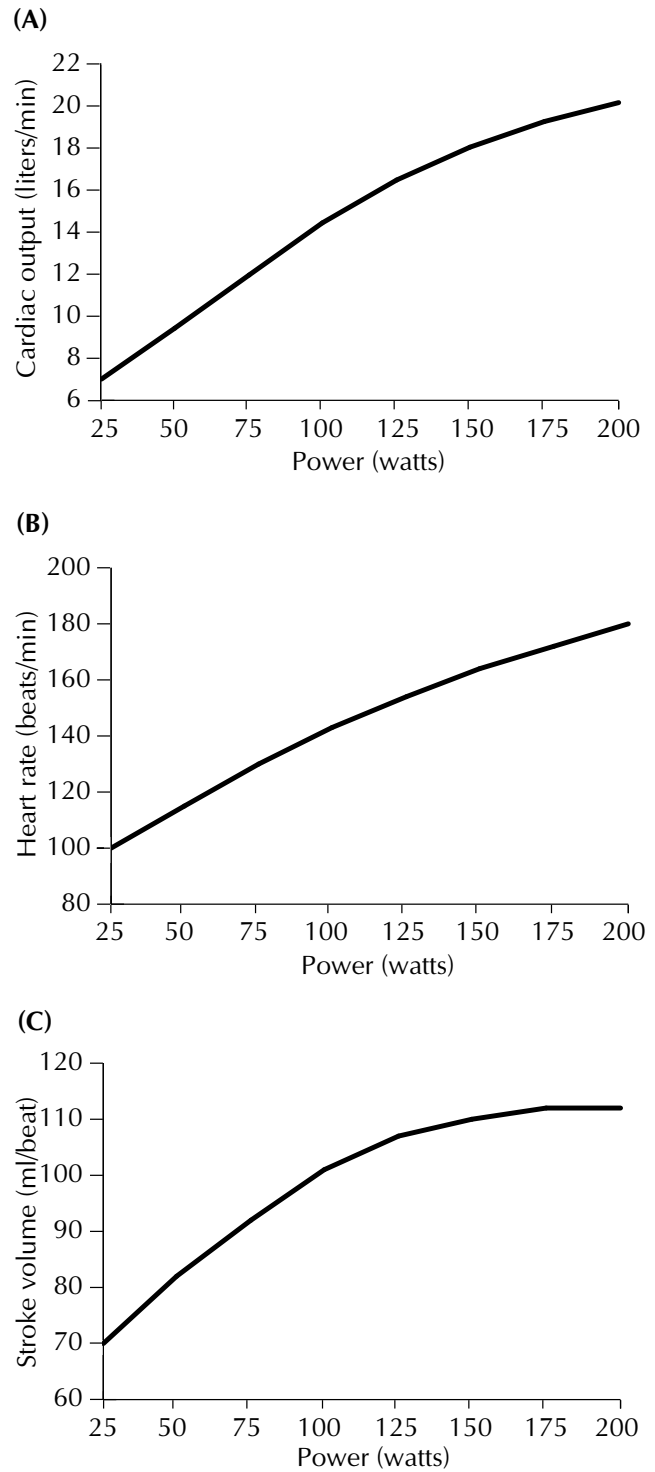 (A)
Cardiac output (liters/min)
22
20
18
16
14
12
10
8
6
25 50 75 100 125 150 175 200
Power (watts)
(B)
Heart rate (beats/min)
200
180
160
140
120
100
80
25 50 75 100 125 150 175 200
Power (watts)
(C)
Stroke volume (ml/beat)
120
110
100
90
80
70
60
25 50 75 100 125 150 175 200
Power (watts)